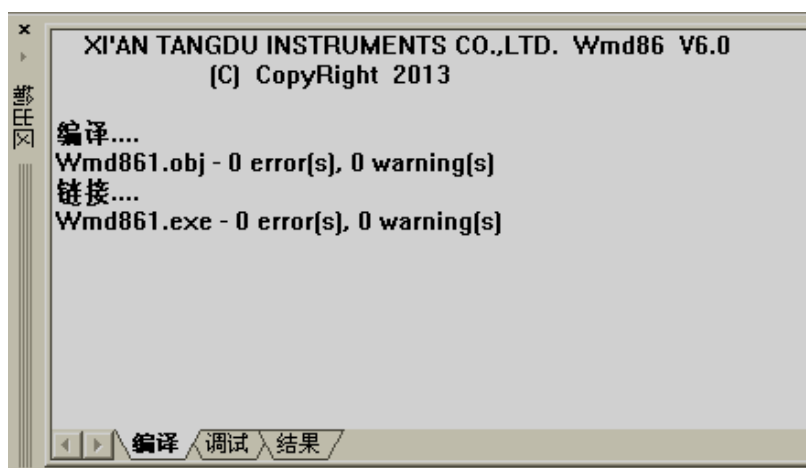 XI'AN TANGDU INSTRUMENTS CO.,LTD. Wmd86 V6.0
(C) CopyRight 2013
编译....
Wmd861.obj - 0 error(s), 0 warning(s)
链接....
Wmd861.exe - 0 error(s), 0 warning(s)
编译
调试
结果